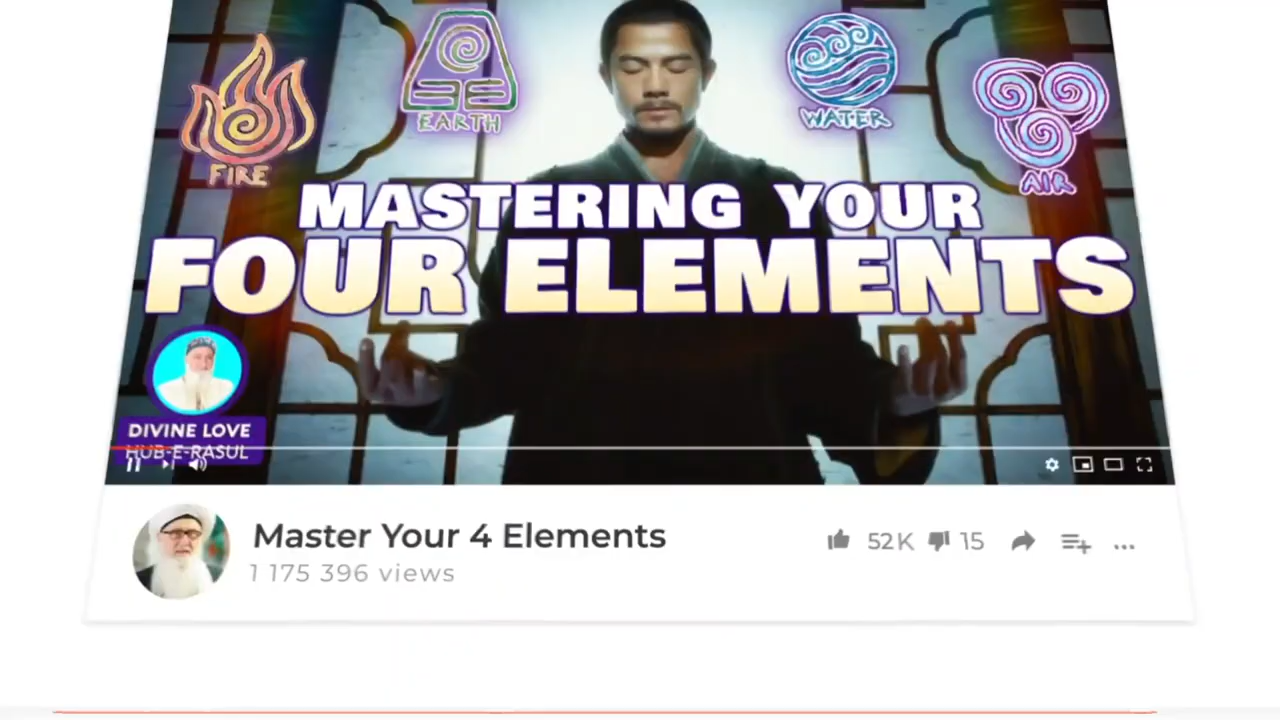 FIRE
EARTH
WATER
AIR
MASTERING YOUR
FOUR ELEMENTS
DIVINE LOVE
HUB-E-RASUL
Master Your 4 Elements
52K
15
1 175 396 views